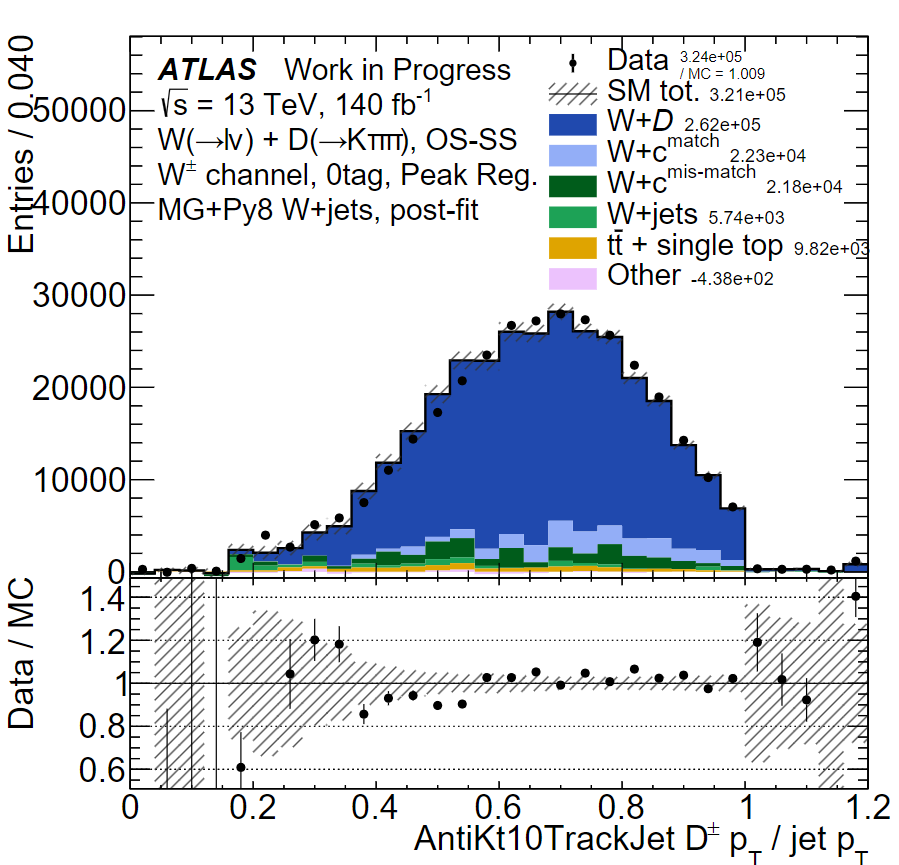 ATLAS Work in Progress
√s = 13 TeV, 140 fb-1
W(→lν) + D(→Kππ), OS-SS
W± channel, 0tag, Peak Reg.
MG+Py8 W+jets, post-fit
Data 3.24e+05
/ MC = 1.009
SM tot. 3.21e+05
W+D 2.62e+05
W+c match 2.23e+04
W+c mis-match 2.18e+04
W+jets 5.74e+03
tt̄ + single top 9.82e+03
Other -4.38e+02
Entries / 0.040
50000
40000
30000
20000
10000
0
Data / MC
1.4
1.2
1
0.8
0.6
0 0.2 0.4 0.6 0.8 1 1.2
AntiKt10TrackJet D± pT / jet pT